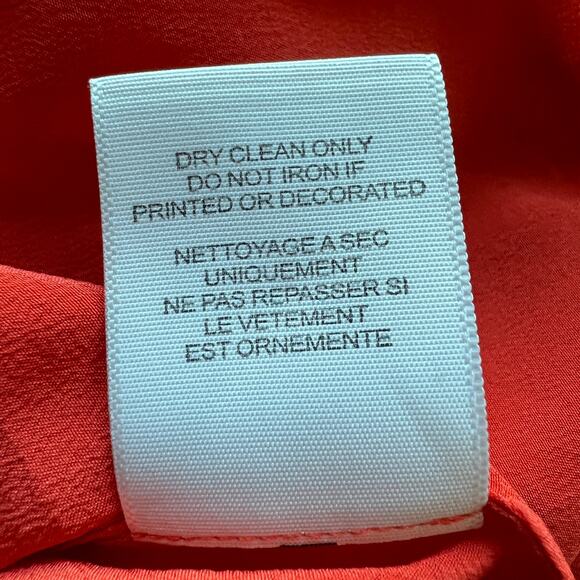 DRY CLEAN ONLY
DO NOT IRON IF
PRINTED OR DECORATED
NETTOYAGE A SEC
UNIQUEMENT
NE PAS REPASSER SI
LE VETEMENT
EST ORNEMENTE